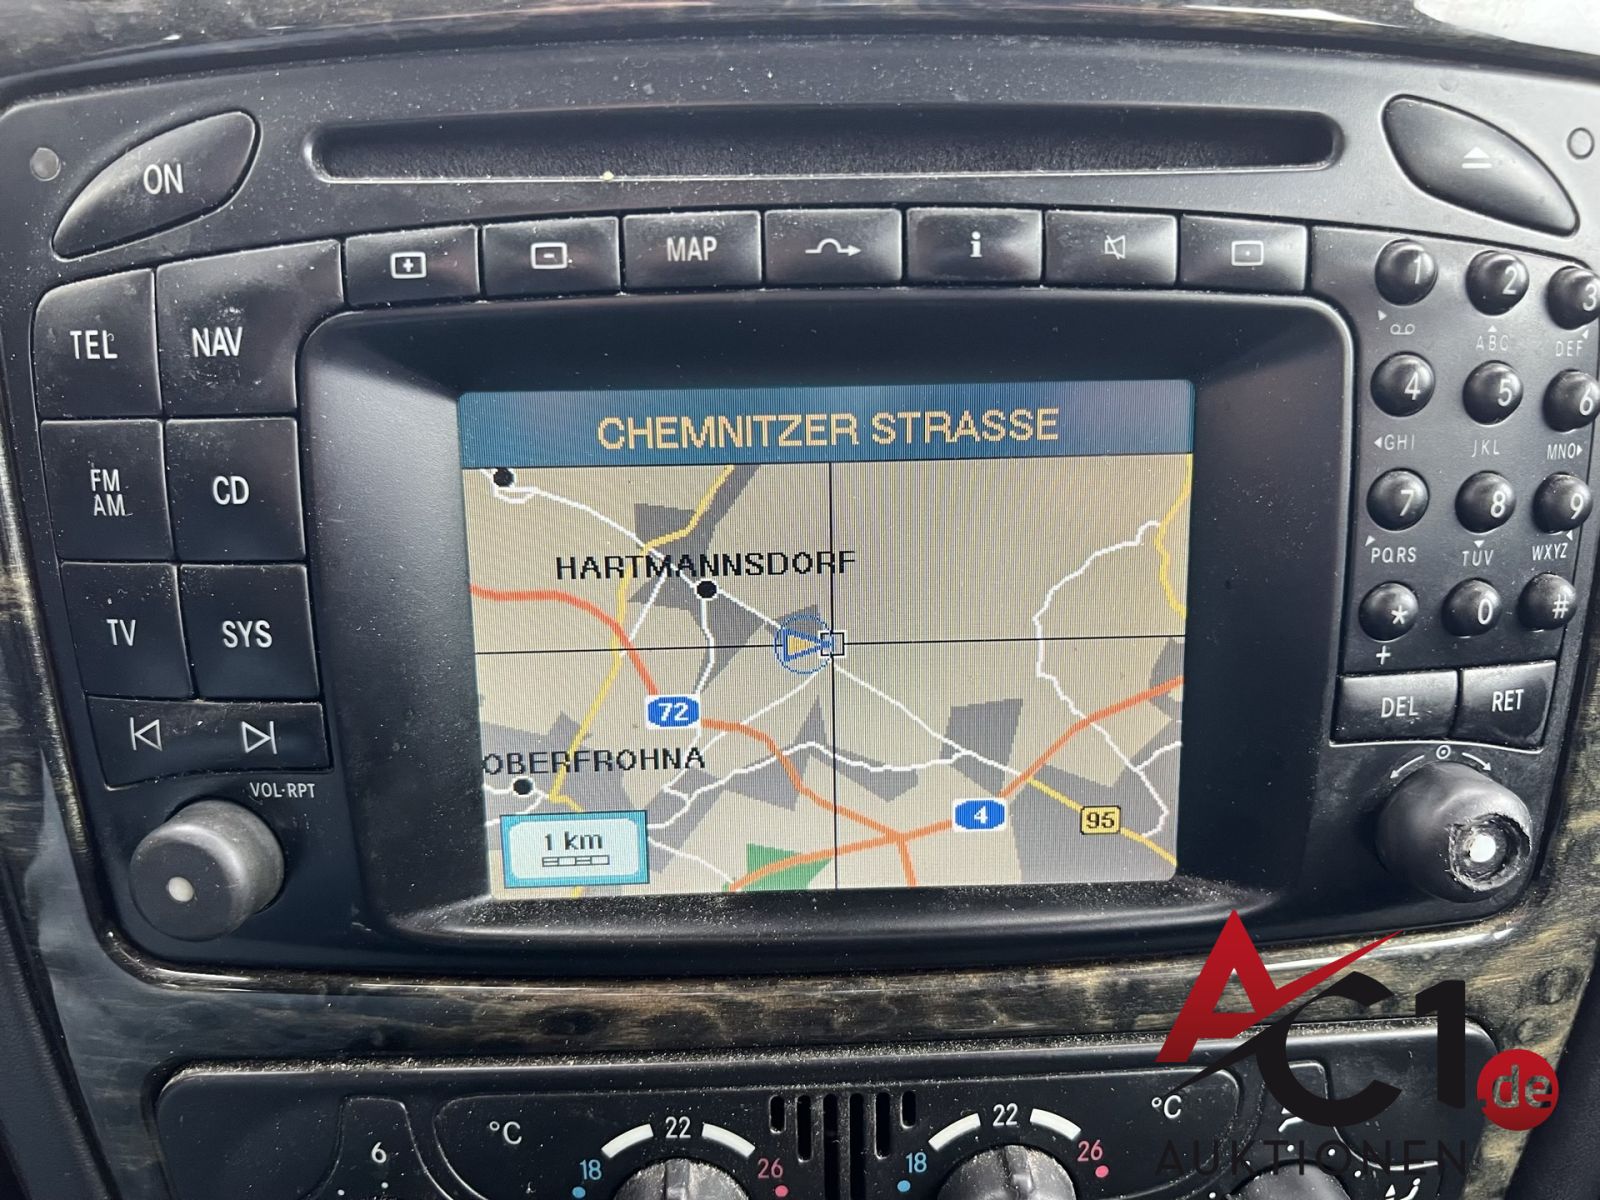 ON
MAP
i
TEL
NAV
FM
AM
CD
TV
SYS
VOL·RPT
CHEMNITZER STRASSE
HARTMANNSDORF
72
OBERFROHNA
1 km
4
95
1
2
3
ABC
DEF
4
5
6
GHI
JKL
MNO
7
8
9
PQRS
TUV
WXYZ
*
0
#
+
DEL
RET
6
°C
18
22
26
18
22
26
°C
AC1.de
AUKTIONEN